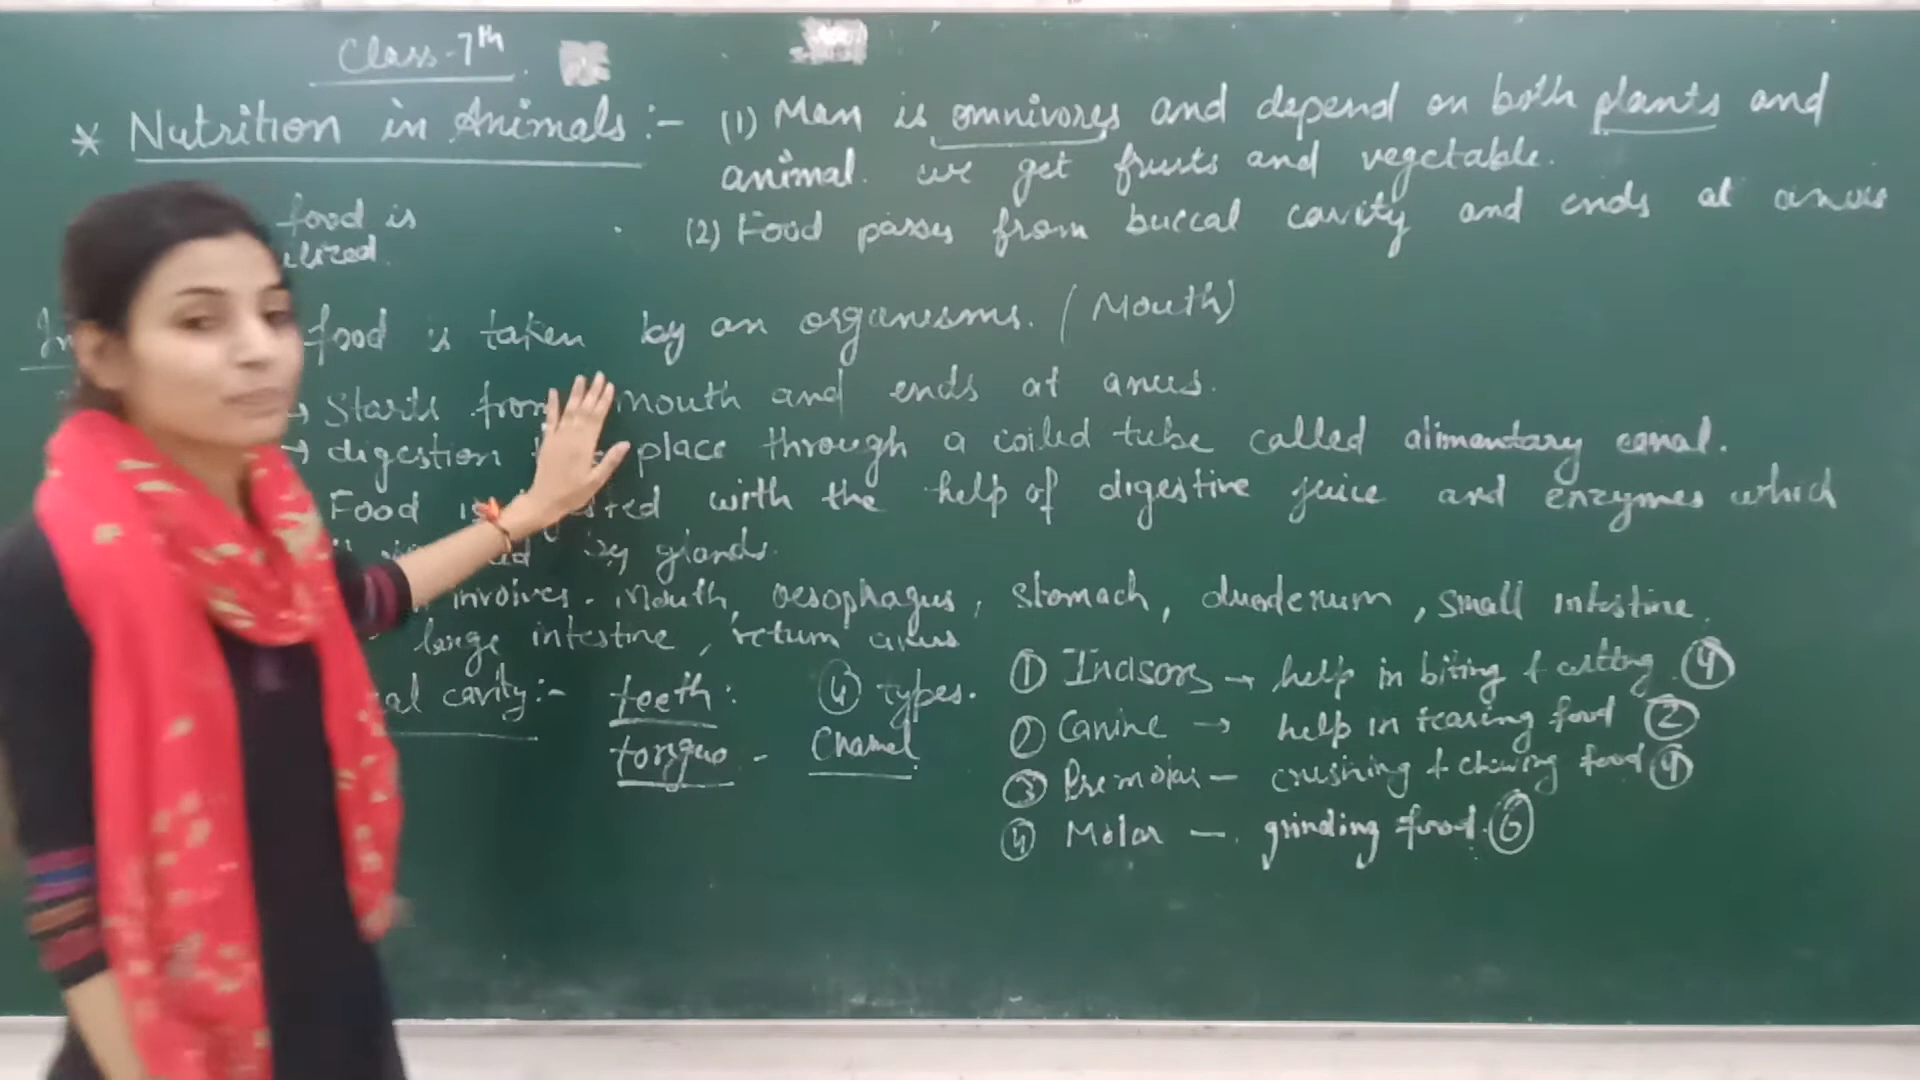 Class-7th
* Nutrition in Animals :-
(1) Man is omnivores and depend on both plants and
animal. we get fruits and vegetable.
(2) Food passes from buccal cavity and ends at anus
food is
food is taken by an organisms. (Mouth)
→ Starts from mouth and ends at anus.
→ digestion place through a coiled tube called alimentary canal.
Food is with the help of digestive juice and enzymes which
by glands.
involves - Mouth, oesophagus, stomach, duodenum, small intestine,
large intestine, retum anus
cavity :- teeth : ④ types.
tongue - Chamel
① Incisors → help in biting & cutting ④
② Canine → help in tearing food ②
③ Premolar - crushing & chewing food ④
④ Molar - grinding food. ⑥